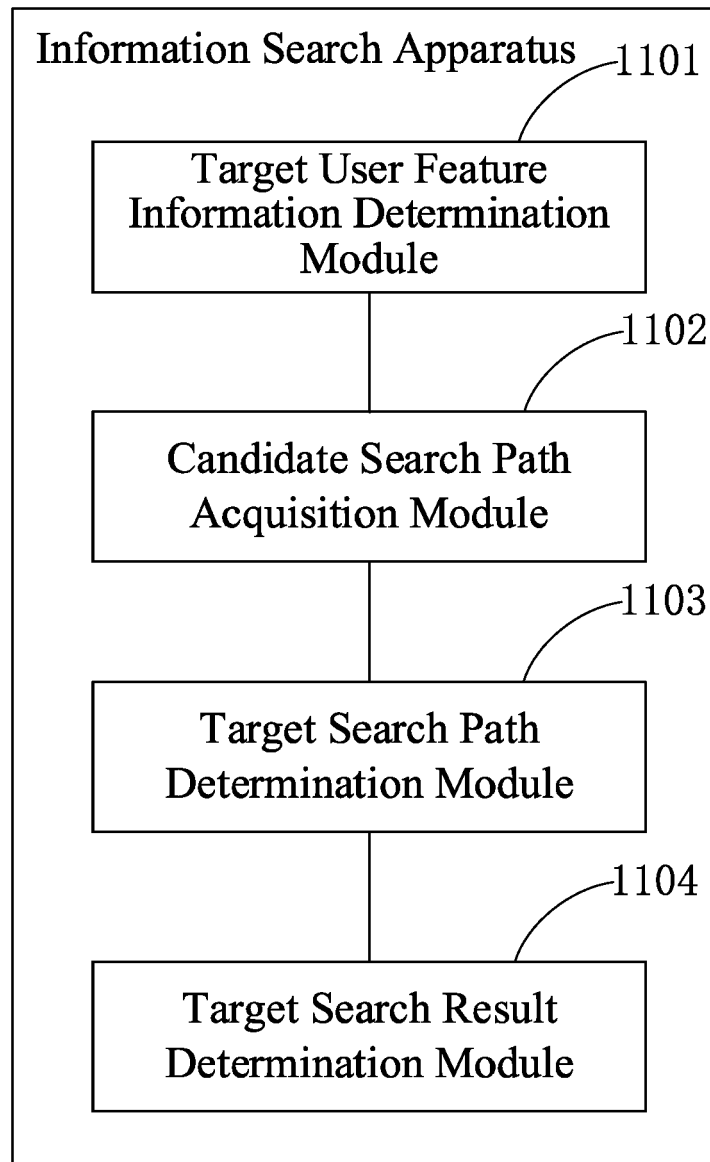 Information Search Apparatus
1101
Target User Feature
Information Determination
Module
1102
Candidate Search Path
Acquisition Module
1103
Target Search Path
Determination Module
1104
Target Search Result
Determination Module